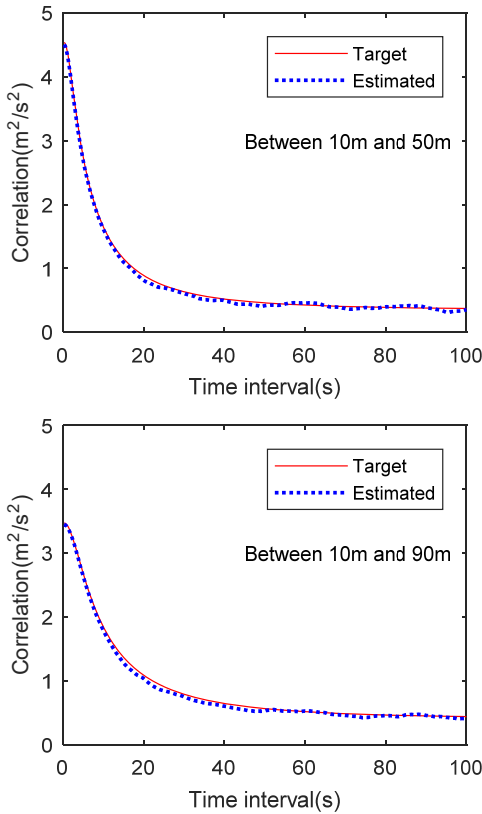 5
4
3
2
1
0
Correlation(m²/s²)
Target
Estimated
Between 10m and 50m
0 20 40 60 80 100
Time interval(s)
5
4
3
2
1
0
Correlation(m²/s²)
Target
Estimated
Between 10m and 90m
0 20 40 60 80 100
Time interval(s)